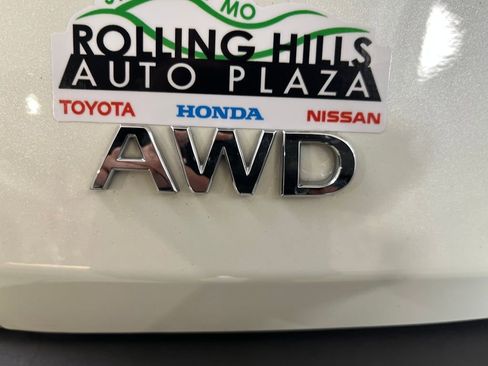 MO
ROLLING HILLS
AUTO PLAZA
TOYOTA HONDA NISSAN
AWD